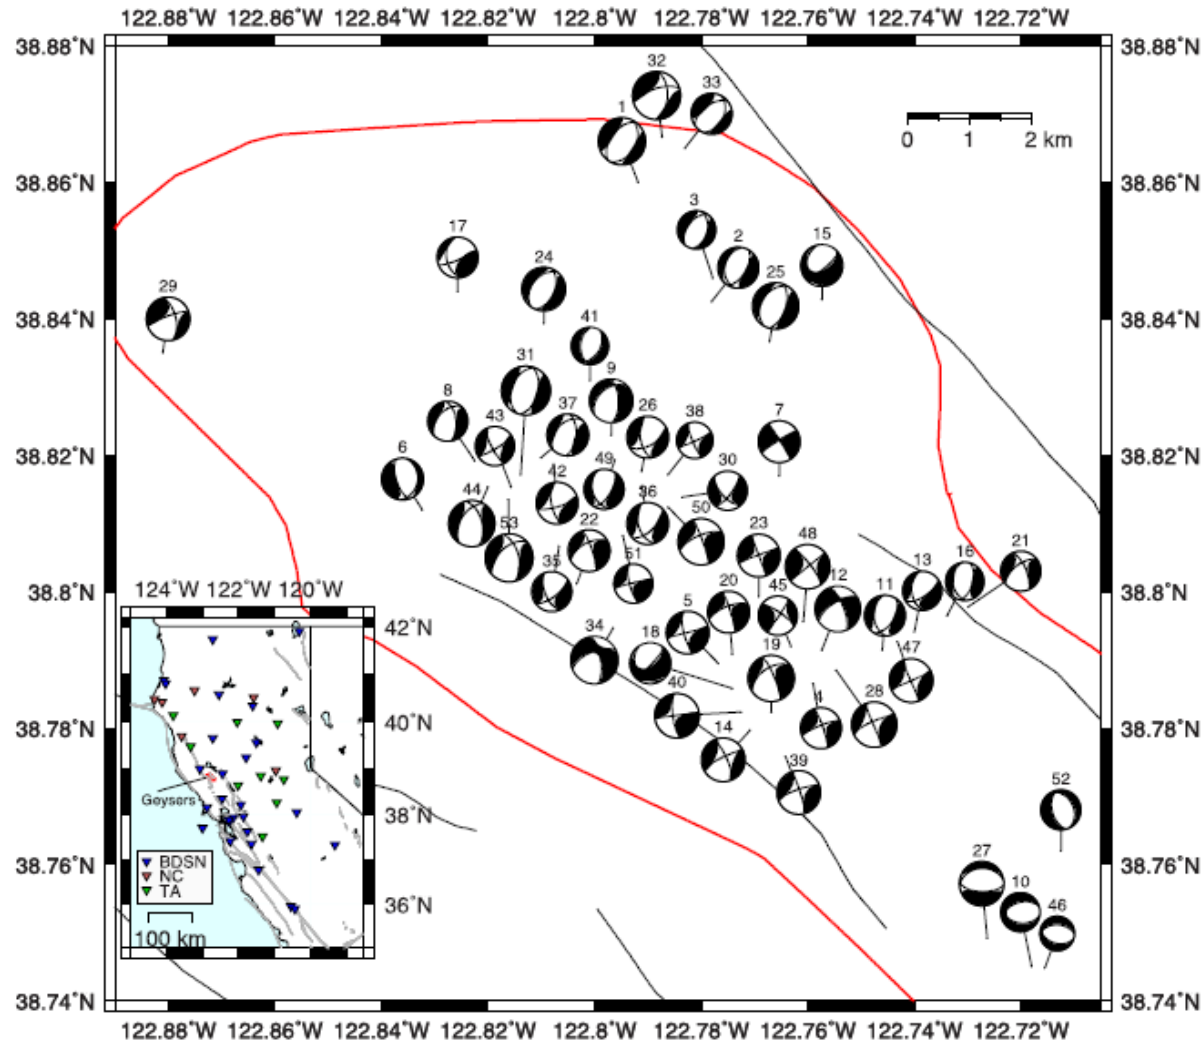 122.88°W 122.86°W 122.84°W 122.82°W 122.8°W 122.78°W 122.76°W 122.74°W 122.72°W
38.88°N 38.88°N
32
33
1
0 1 2 km
38.86°N 38.86°N
3
17 2 15
24 25
29
38.84°N 38.84°N
41
31
9
8 37 26 38 7
43
38.82°N 38.82°N
6
49 30
42
44 36 50
53 22 23 48
51 13 16 21
35
38.8°N 38.8°N
20 45 12 11
5
34 18
19 47
40 4 28
38.78°N 38.78°N
14
39
52
38.76°N 38.76°N
27
10
46
38.74°N 38.74°N
122.88°W 122.86°W 122.84°W 122.82°W 122.8°W 122.78°W 122.76°W 122.74°W 122.72°W
124°W 122°W 120°W
42°N
40°N
Geysers
38°N
BDSN
NC
TA
36°N
100 km